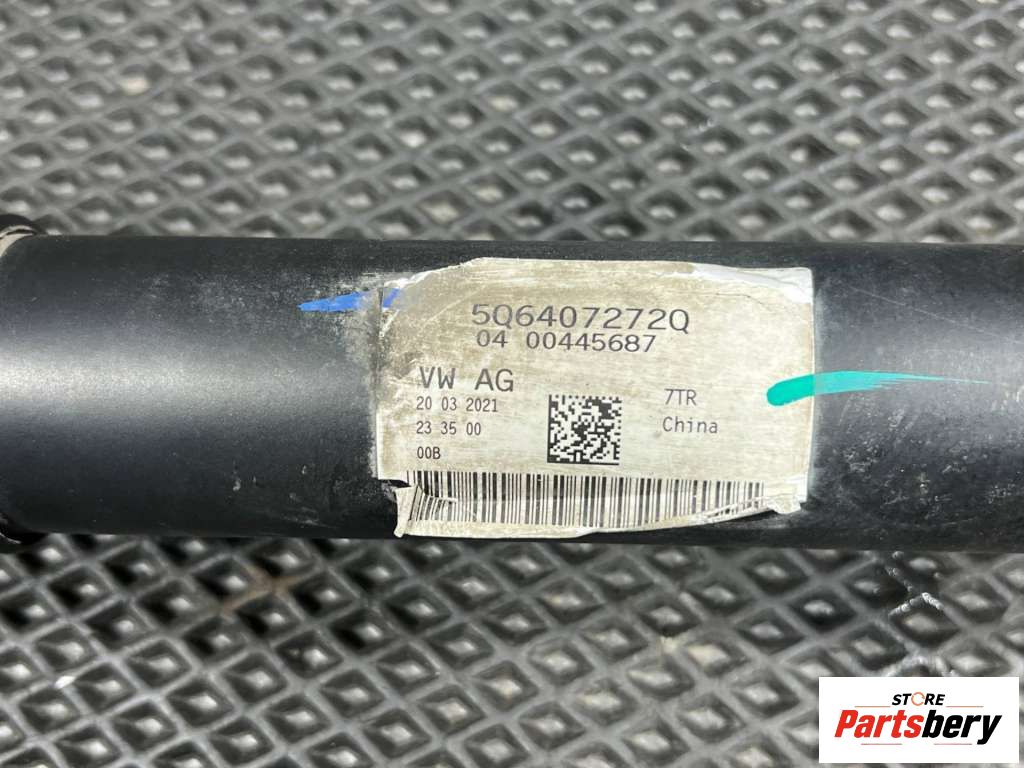 5Q6407272Q
04 00445687
VW AG
20 03 2021
23 35 00
00B
7TR
China
STORE
Partsbery